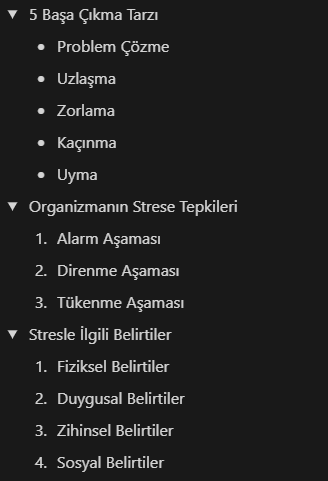 ▼ 5 Başa Çıkma Tarzı
• Problem Çözme
• Uzlaşma
• Zorlama
• Kaçınma
• Uyma
▼ Organizmanın Strese Tepkileri
1. Alarm Aşaması
2. Direnme Aşaması
3. Tükenme Aşaması
▼ Stresle İlgili Belirtiler
1. Fiziksel Belirtiler
2. Duygusal Belirtiler
3. Zihinsel Belirtiler
4. Sosyal Belirtiler